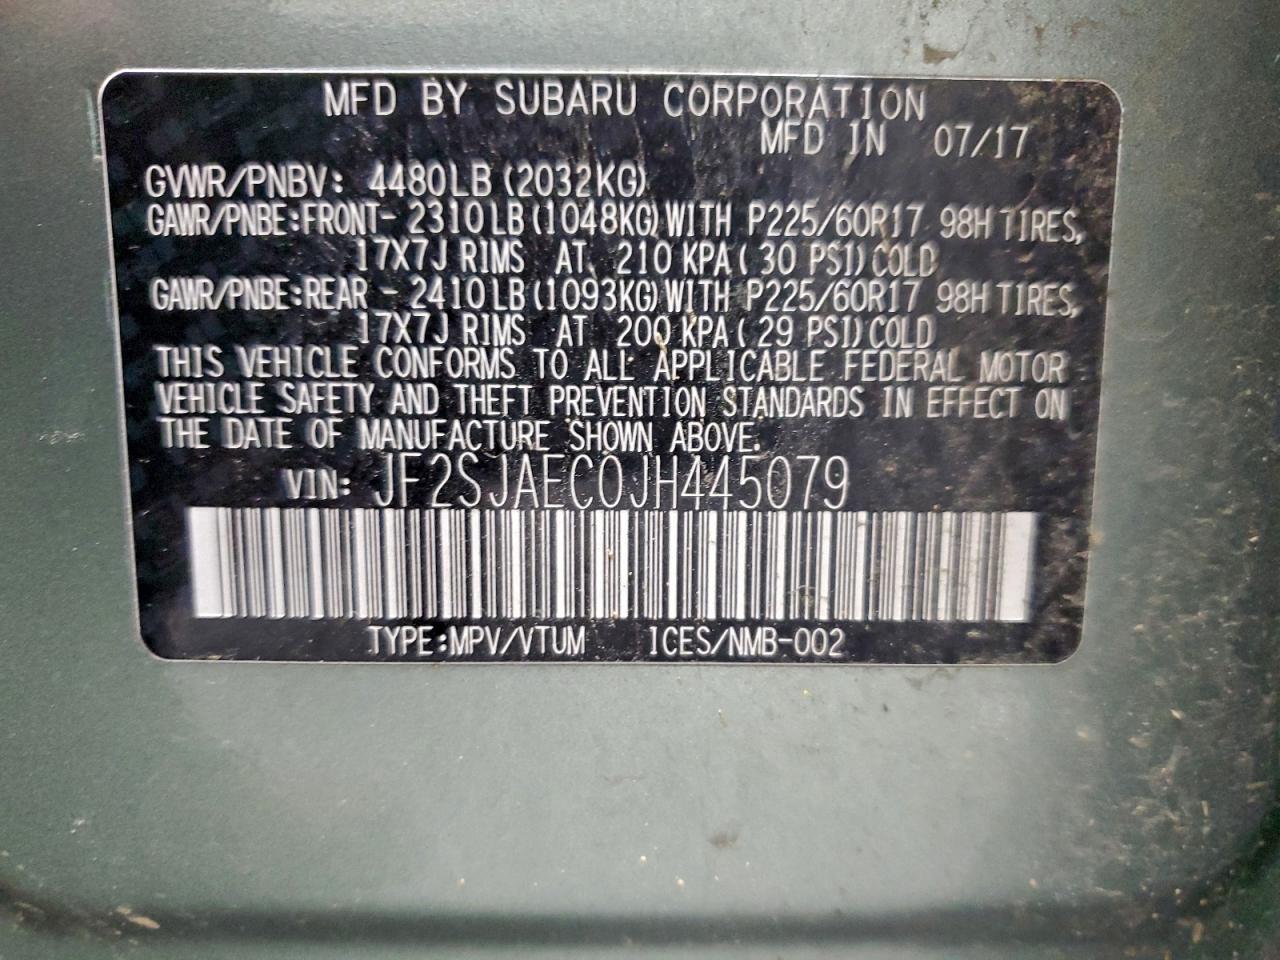 MFD BY SUBARU CORPORATION
MFD IN 07/17
GVWR/PNBV: 4480LB (2032KG)
GAWR/PNBE:FRONT- 2310LB (1048KG) WITH P225/60R17 98H TIRES,
17X7J RIMS AT 210 KPA ( 30 PSI) COLD
GAWR/PNBE:REAR - 2410LB (1093KG) WITH P225/60R17 98H TIRES,
17X7J RIMS AT 200 KPA ( 29 PSI) COLD
THIS VEHICLE CONFORMS TO ALL APPLICABLE FEDERAL MOTOR
VEHICLE SAFETY AND THEFT PREVENTION STANDARDS IN EFFECT ON
THE DATE OF MANUFACTURE SHOWN ABOVE.
VIN: JF2SJAEC0JH445079
TYPE:MPV/VTUM ICES/NMB-002